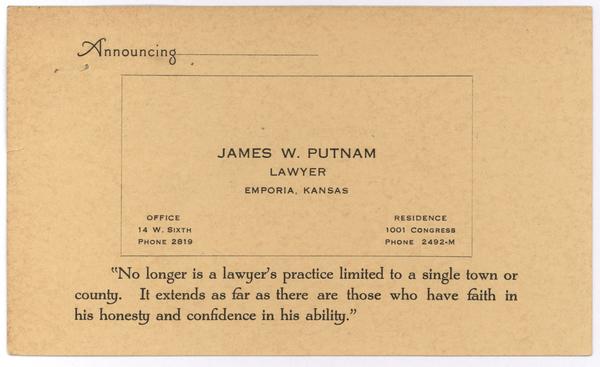 Announcing
JAMES W. PUTNAM
LAWYER
EMPORIA, KANSAS
OFFICE
14 W. SIXTH
PHONE 2819
RESIDENCE
1001 CONGRESS
PHONE 2492-M
"No longer is a lawyer's practice limited to a single town or
county. It extends as far as there are those who have faith in
his honesty and confidence in his ability."